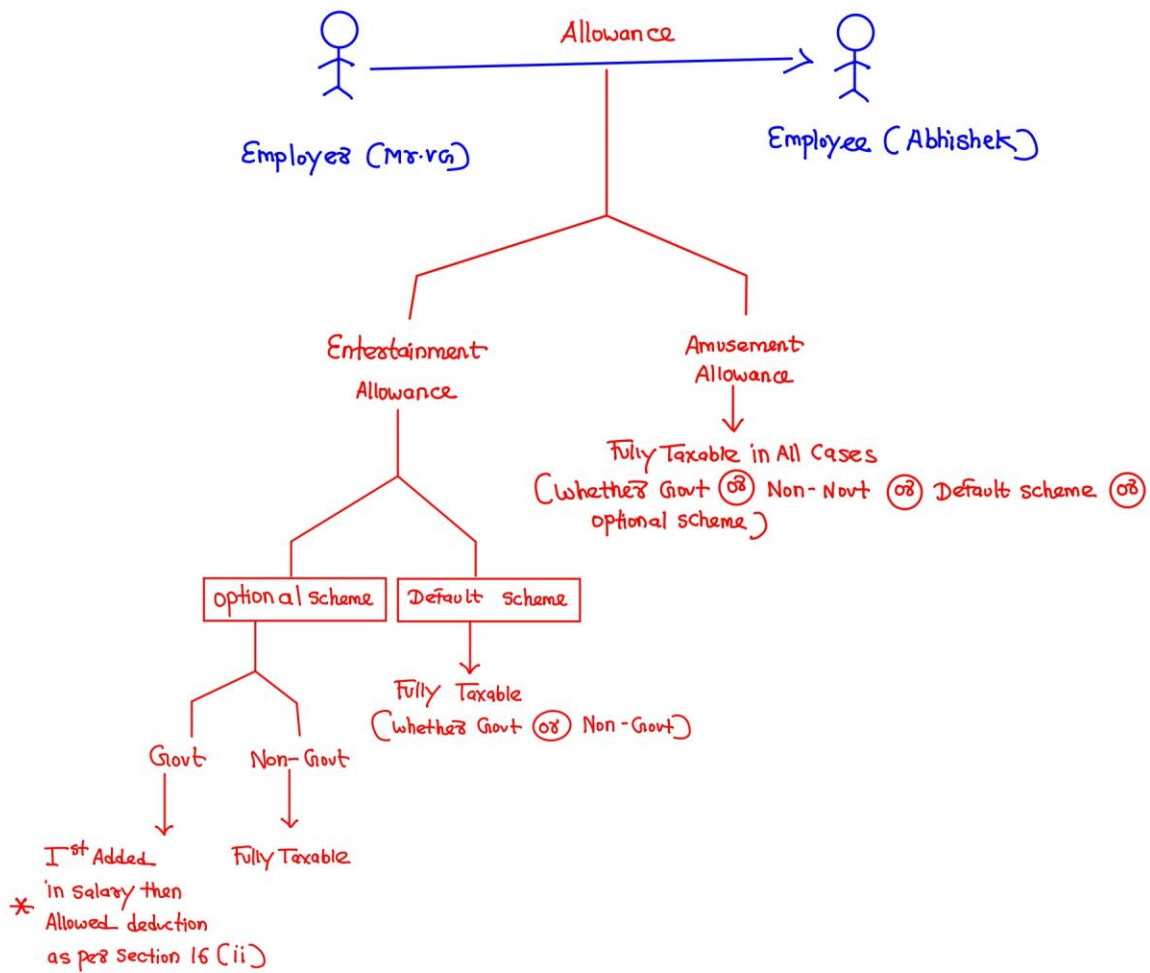 Allowance
Employer (Mr.VG)
Employee (Abhishek)
Entertainment
Allowance
Amusement
Allowance
Fully Taxable in All Cases
(Whether Govt or Non-Novt or Default scheme or
optional scheme)
optional scheme
Default scheme
Fully Taxable
(Whether Govt or Non-Govt)
Govt
Non-Govt
Ist Added
in salary then
* Allowed deduction
as per Section 16 (ii)
Fully Taxable